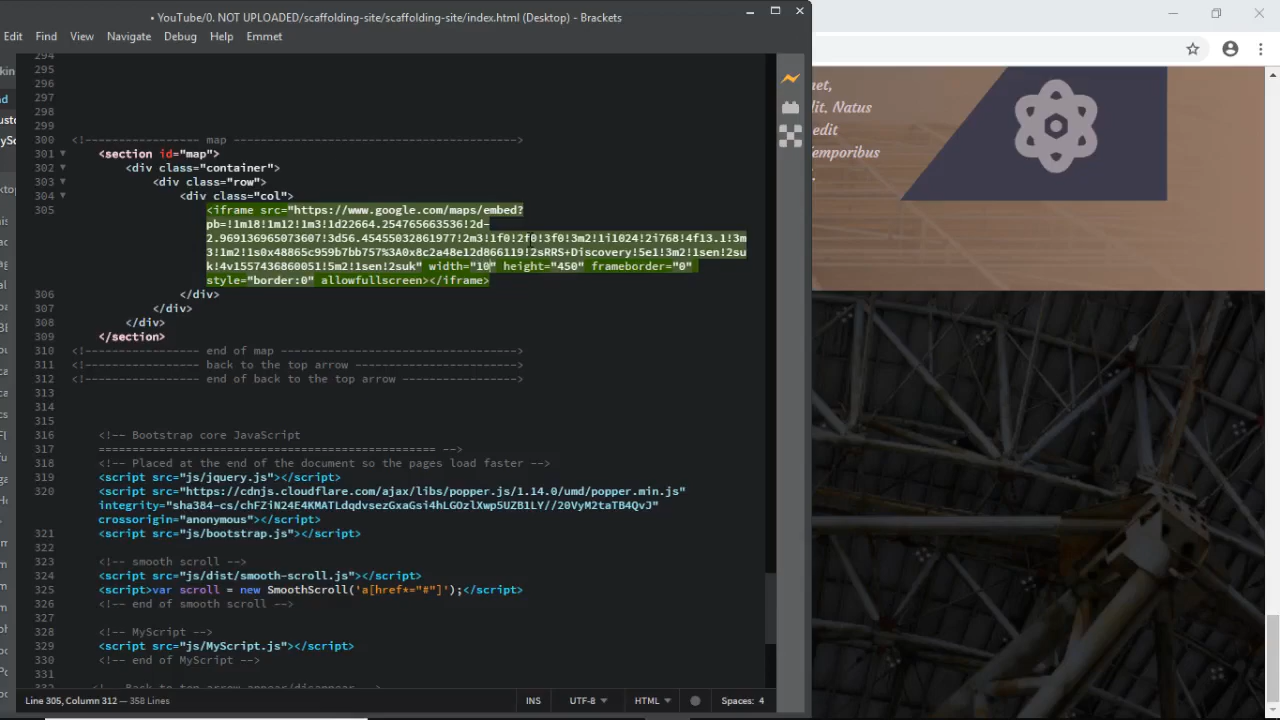 • YouTube/0. NOT UPLOADED/scaffolding-site/scaffolding-site/index.html (Desktop) - Brackets
Edit Find View Navigate Debug Help Emmet
294
295
296
297
298
299
300 <!---------------- map ---------------------------------->
301 <section id="map">
302 <div class="container">
303 <div class="row">
304 <div class="col">
305 <iframe src="https://www.google.com/maps/embed?
pb=!1m18!1m12!1m3!1d22664.254765663536!2d-
2.969136965073607!3d56.45455032861977!2m3!1f0!2f0!3f0!3m2!1i1024!2i768!4f13.1!3m
3!1m2!1s0x48865c959b7bb757%3A0x8c2a48e12d866119!2sRRS+Discovery!5e1!3m2!1sen!2su
k!4v1557436860051!5m2!1sen!2suk" width="10" height="450" frameborder="0"
style="border:0" allowfullscreen></iframe>
306 </div>
307 </div>
308 </div>
309 </section>
310 <!---------------- end of map ---------------------------------->
311 <!---------------- back to the top arrow ------------------------>
312 <!---------------- end of back to the top arrow ----------------->
313
314
315
316 <!-- Bootstrap core JavaScript
317 ================================================== -->
318 <!-- Placed at the end of the document so the pages load faster -->
319 <script src="js/jquery.js"></script>
320 <script src="https://cdnjs.cloudflare.com/ajax/libs/popper.js/1.14.0/umd/popper.min.js"
integrity="sha384-cs/chFZiN24E4KMATLdqdvsezGxaGsi4hLGOzlXwp5UZB1LY//20VyM2taTB4QvJ"
crossorigin="anonymous"></script>
321 <script src="js/bootstrap.js"></script>
322
323 <!-- smooth scroll -->
324 <script src="js/dist/smooth-scroll.js"></script>
325 <script>var scroll = new SmoothScroll('a[href*="#"]');</script>
326 <!-- end of smooth scroll -->
327
328 <!-- MyScript -->
329 <script src="js/MyScript.js"></script>
330 <!-- end of MyScript -->
331
332 <!-- Back to top arrow appear/disappear -->
Line 305, Column 312 — 358 Lines
INS UTF-8 HTML Spaces: 4
net,
dit. Natus
edit
emporibus